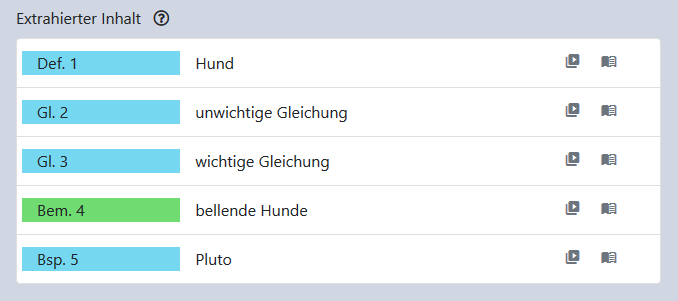 Extrahierter Inhalt
Def. 1 Hund
Gl. 2 unwichtige Gleichung
Gl. 3 wichtige Gleichung
Bem. 4 bellende Hunde
Bsp. 5 Pluto